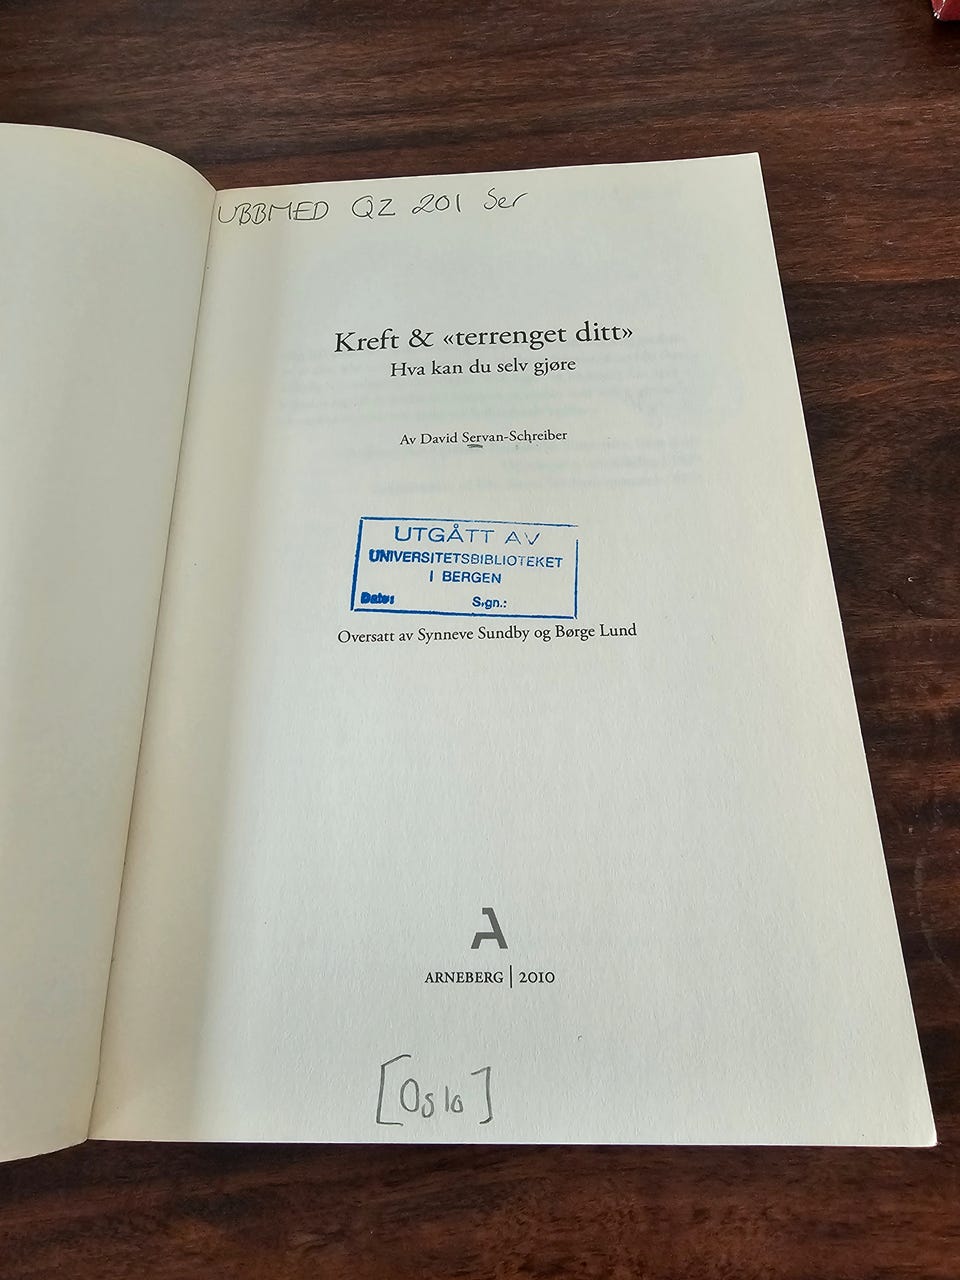 UBBMED QZ 201 Ser
Kreft & «terrenget ditt»
Hva kan du selv gjøre
Av David Servan-Schreiber
UTGÅTT AV
UNIVERSITETSBIBLIOTEKET
I BERGEN
Dato: Sign.:
Oversatt av Synneve Sundby og Børge Lund
ARNEBERG | 2010
[Oslo]